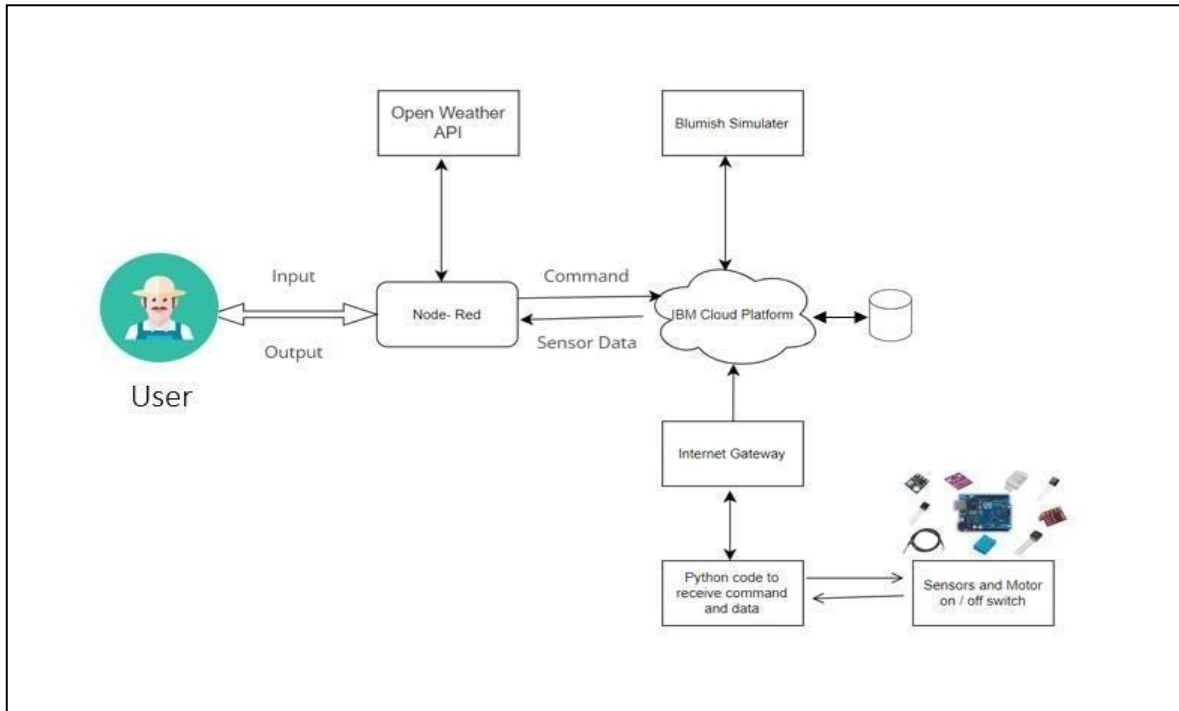 Open Weather
API
Blumish Simulater
Input
Command
Node- Red
IBM Cloud Platform
Output
Sensor Data
User
Internet Gateway
Python code to
receive command
and data
Sensors and Motor
on / off switch